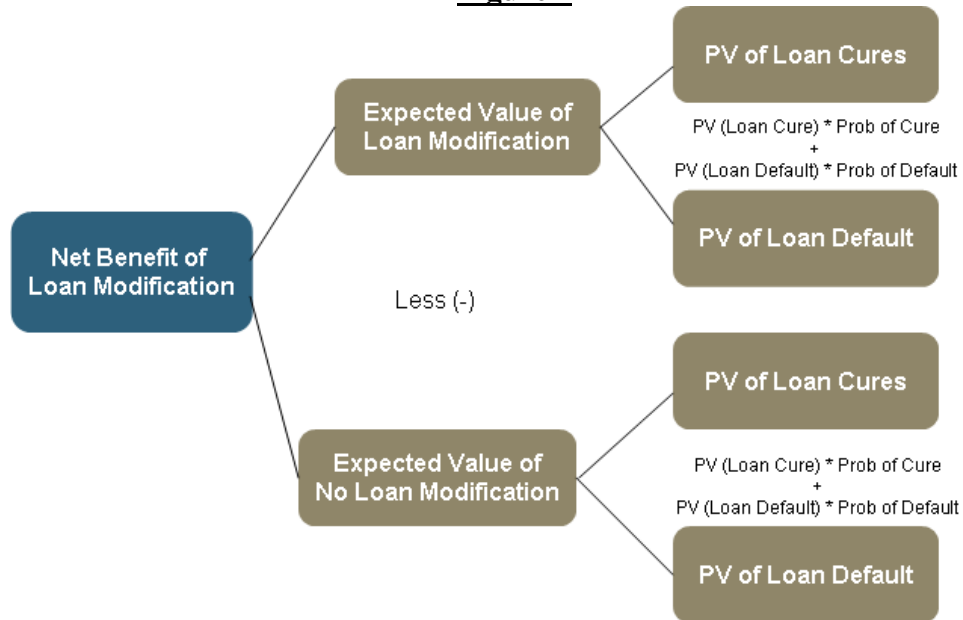 PV of Loan Cures
Expected Value of
Loan Modification
PV (Loan Cure) * Prob of Cure
+
PV (Loan Default) * Prob of Default
PV of Loan Default
Net Benefit of
Loan Modification
Less (-)
PV of Loan Cures
Expected Value of
No Loan Modification
PV (Loan Cure) * Prob of Cure
+
PV (Loan Default) * Prob of Default
PV of Loan Default